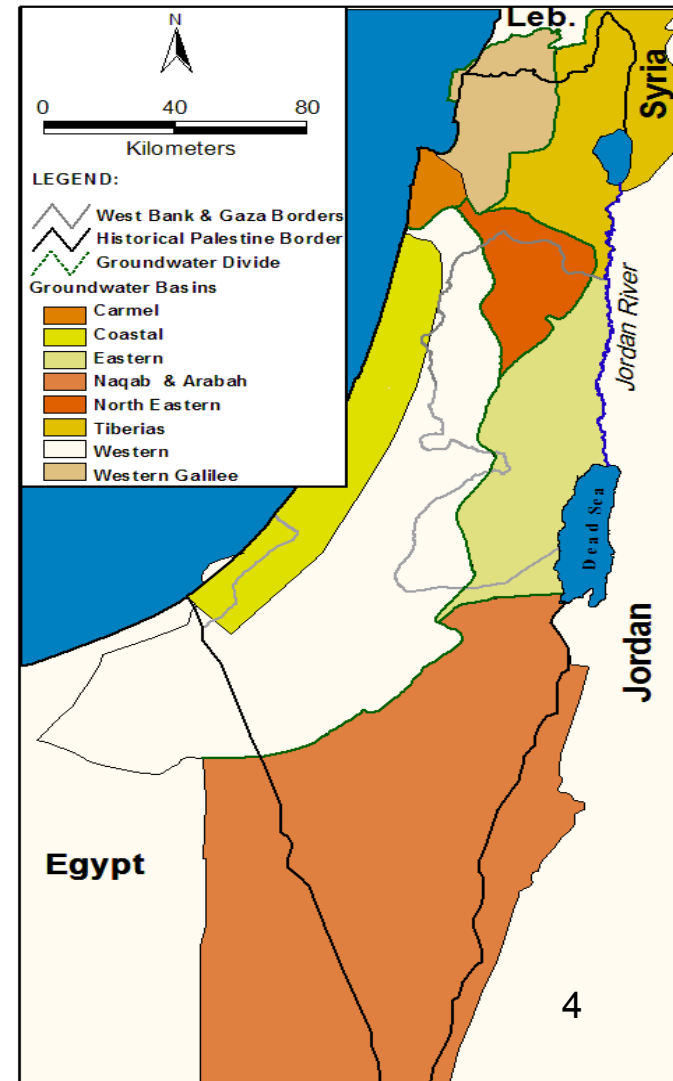 Leb.
N
0 40 80
Kilometers
LEGEND:
West Bank & Gaza Borders
Historical Palestine Border
Groundwater Divide
Groundwater Basins
Carmel
Coastal
Eastern
Naqab & Arabah
North Eastern
Tiberias
Western
Western Galilee
Syria
Jordan River
Dead Sea
Jordan
Egypt
4